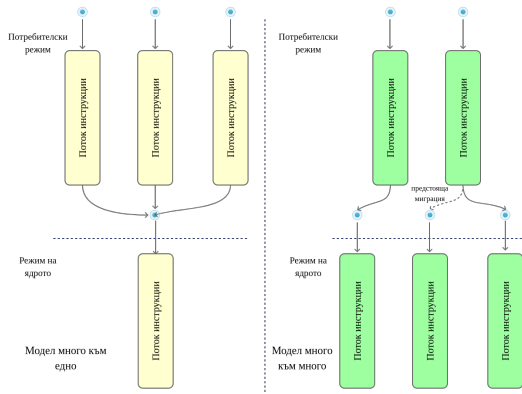 Потребителски
режим
Поток инструкции
Поток инструкции
Поток инструкции
Режим на
ядрото
Поток инструкции
Модел много към
едно
Потребителски
режим
Поток инструкции
Поток инструкции
предстояща
миграция
Режим на
ядрото
Поток инструкции
Поток инструкции
Поток инструкции
Модел много
към много